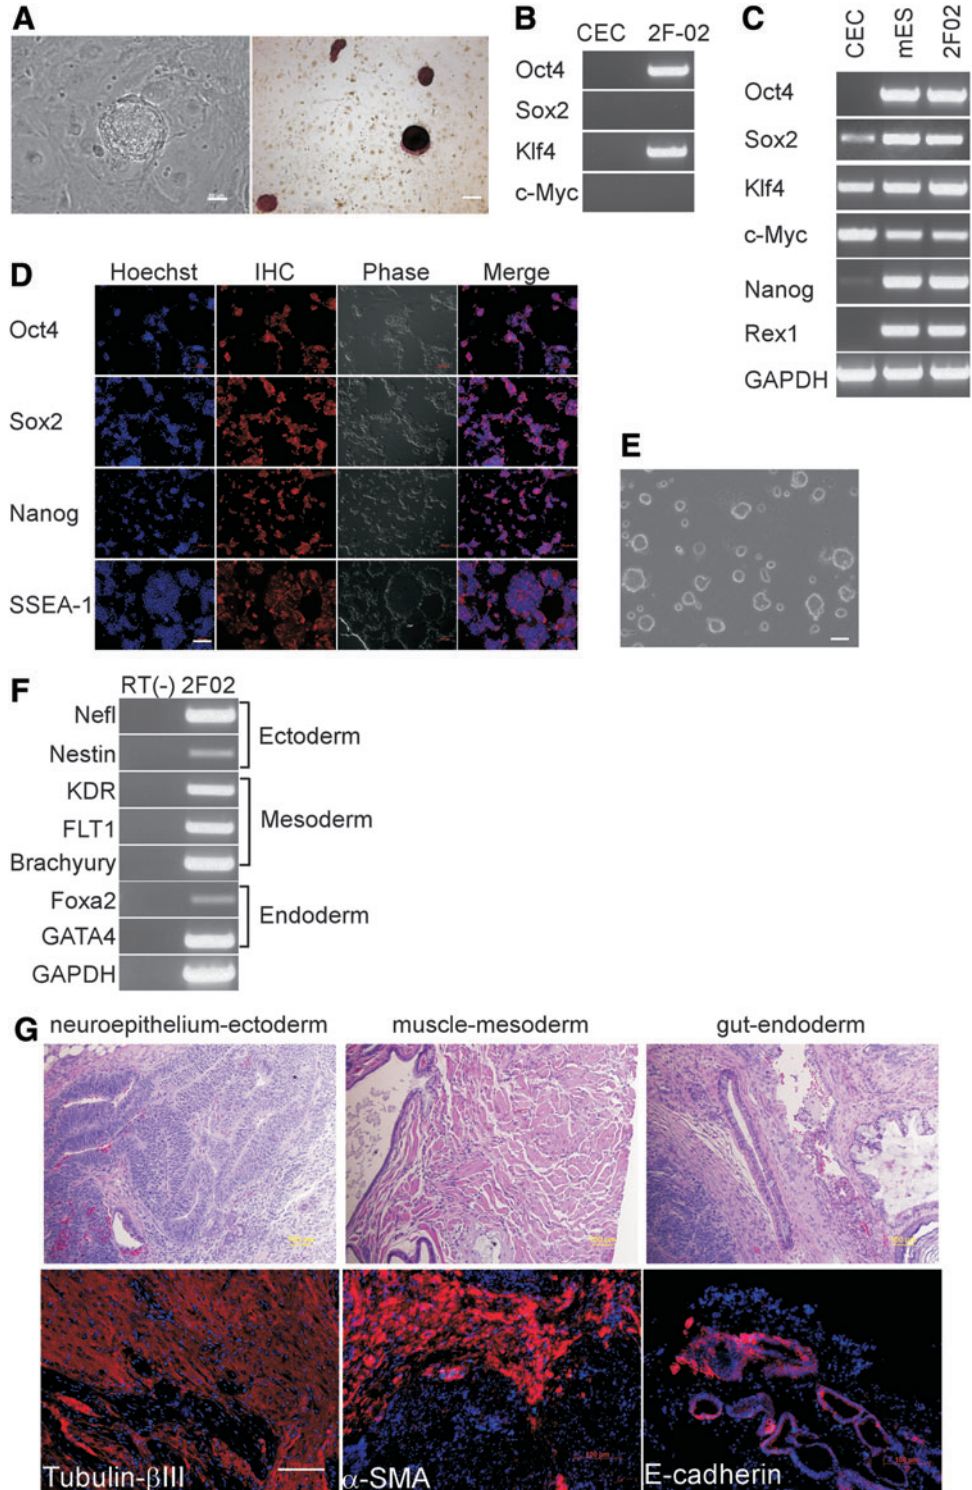 A
B
CEC 2F-02
Oct4
Sox2
Klf4
c-Myc
C
CEC mES 2F02
Oct4
Sox2
Klf4
c-Myc
Nanog
Rex1
GAPDH
D
Hoechst IHC Phase Merge
Oct4
Sox2
Nanog
SSEA-1
E
F
RT(-) 2F02
Nefl
Nestin
Ectoderm
KDR
FLT1
Brachyury
Mesoderm
Foxa2
GATA4
Endoderm
GAPDH
G
neuroepithelium-ectoderm muscle-mesoderm gut-endoderm
Tubulin-βIII α-SMA E-cadherin